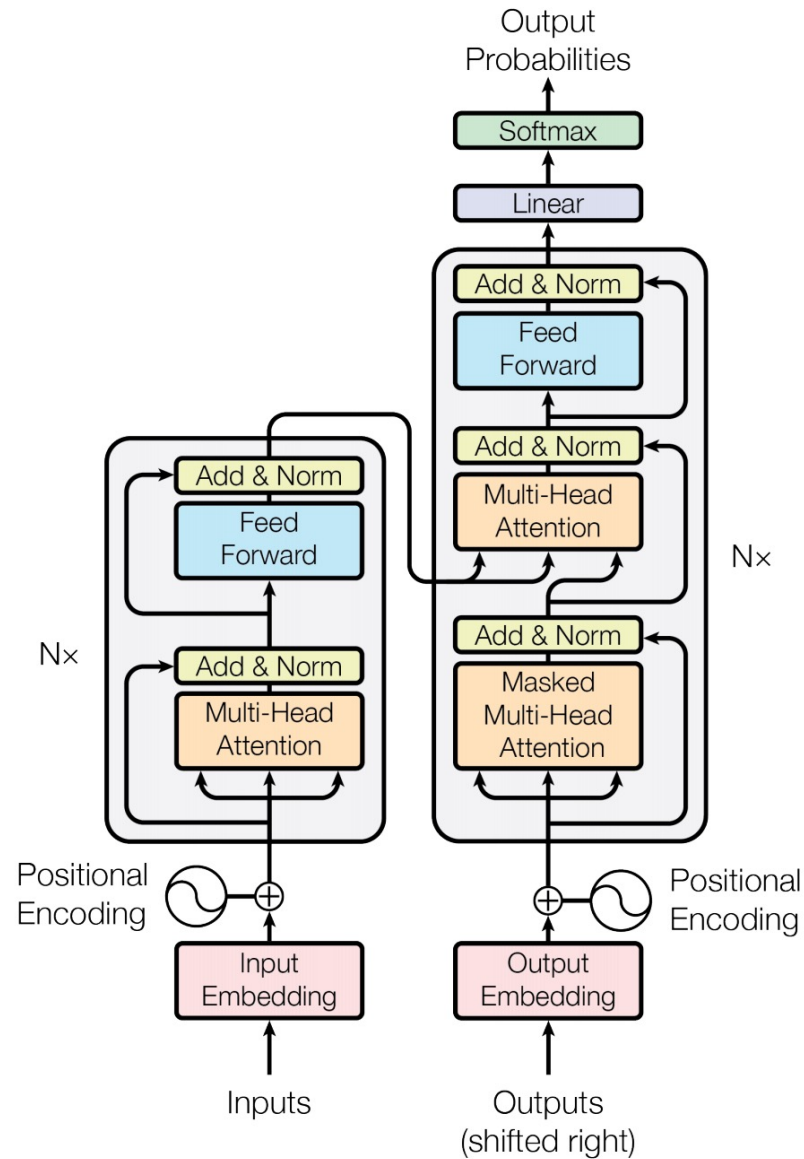 Output
Probabilities
Softmax
Linear
Add & Norm
Feed
Forward
Add & Norm
Multi-Head
Attention
Add & Norm
Masked
Multi-Head
Attention
N×
Add & Norm
Feed
Forward
Add & Norm
Multi-Head
Attention
N×
Positional
Encoding
Positional
Encoding
Input
Embedding
Output
Embedding
Inputs
Outputs
(shifted right)